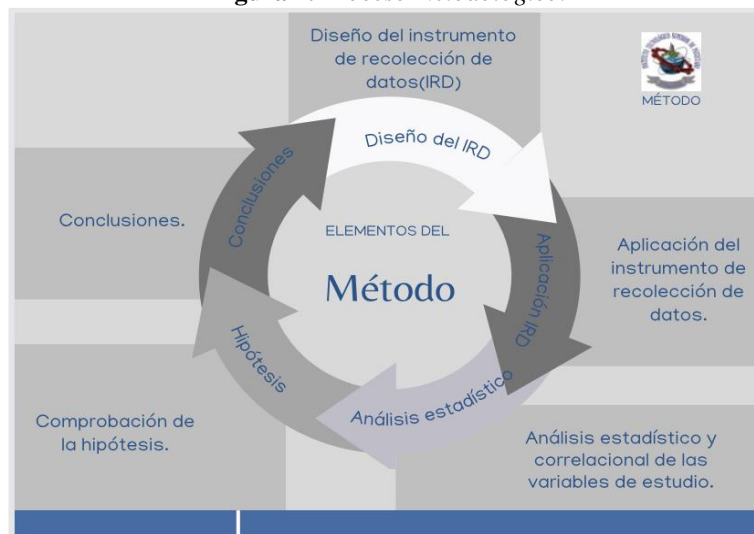 Diseño del instrumento
de recolección de
datos(IRD)
MÉTODO
Diseño del IRD
Conclusiones
Conclusiones.
ELEMENTOS DEL
Método
Aplicación IRD
Aplicación del
instrumento de
recolección de
datos.
Hipótesis
Análisis estadístico
Comprobación de
la hipótesis.
Análisis estadístico y
correlacional de las
variables de estudio.